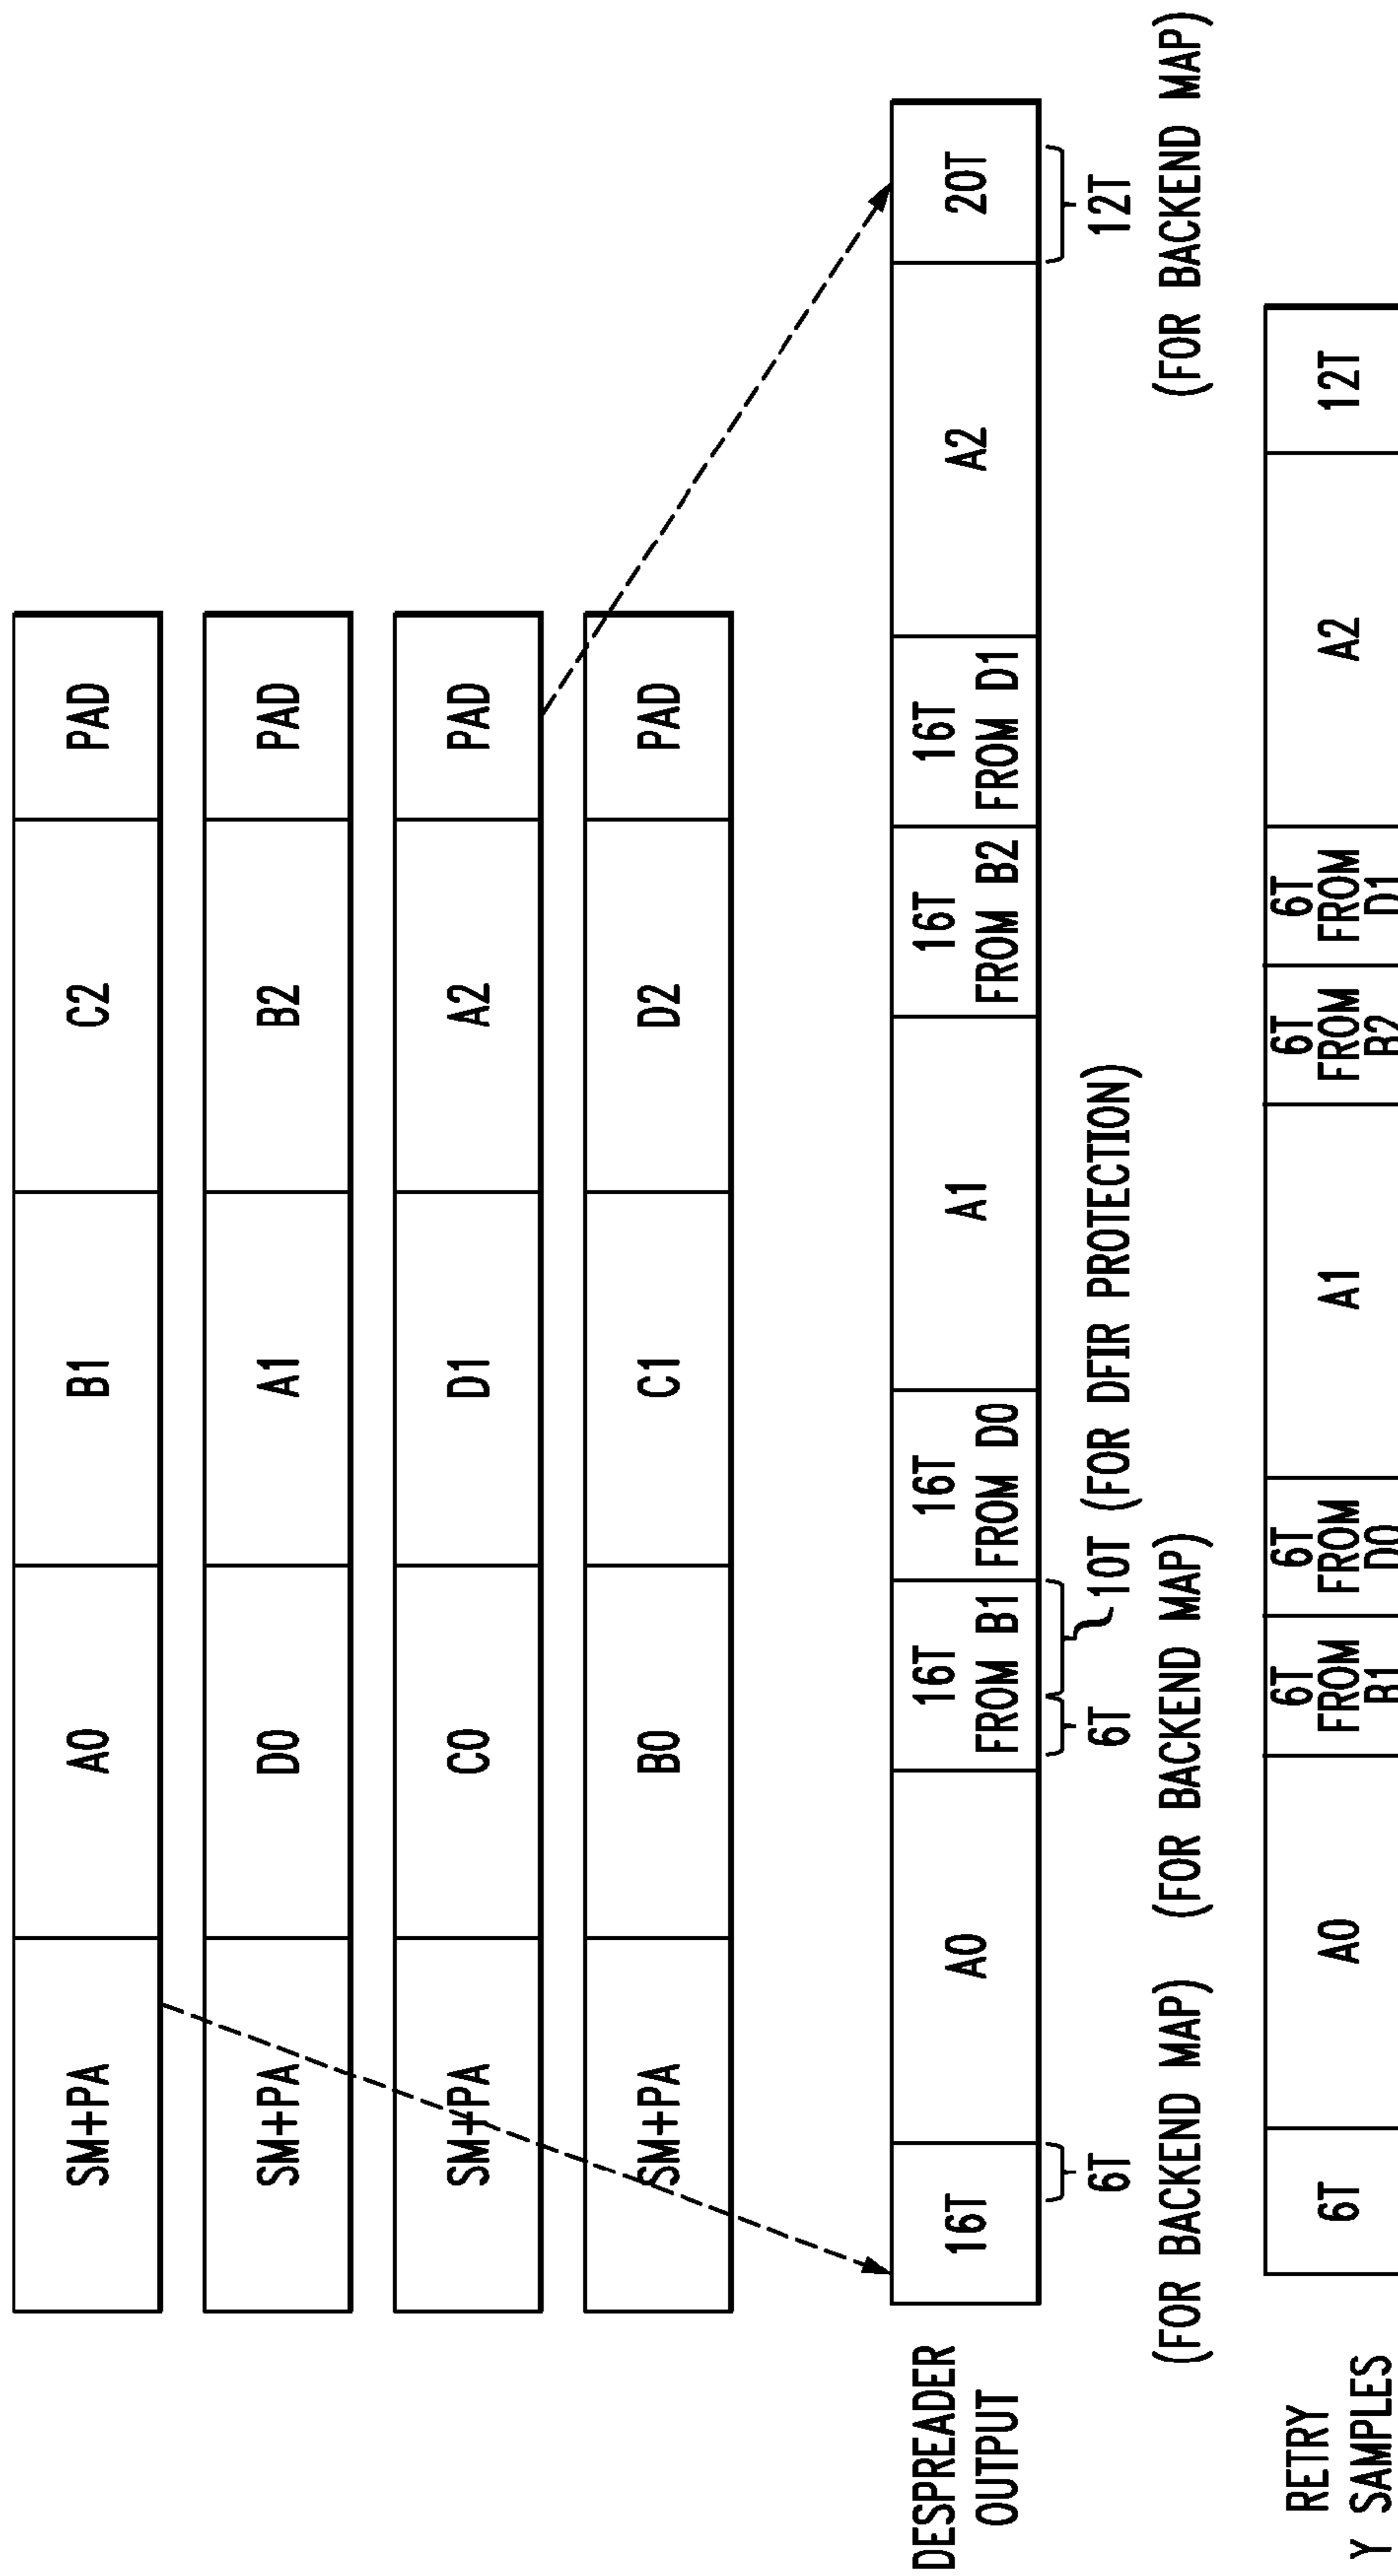 SM+PA
A0
B1
C2
PAD
SM+PA
D0
A1
B2
PAD
SM+PA
C0
D1
A2
PAD
SM+PA
B0
C1
D2
PAD
DESPREADER
OUTPUT
16T
A0
16T
FROM B1
16T
FROM D0
A1
16T
FROM B2
16T
FROM D1
A2
20T
6T
(FOR BACKEND MAP)
6T
(FOR BACKEND MAP)
10T (FOR DFIR PROTECTION)
12T
(FOR BACKEND MAP)
RETRY
Y SAMPLES
6T
A0
6T
FROM
B1
6T
FROM
D0
A1
6T
FROM
B2
6T
FROM
D1
A2
12T